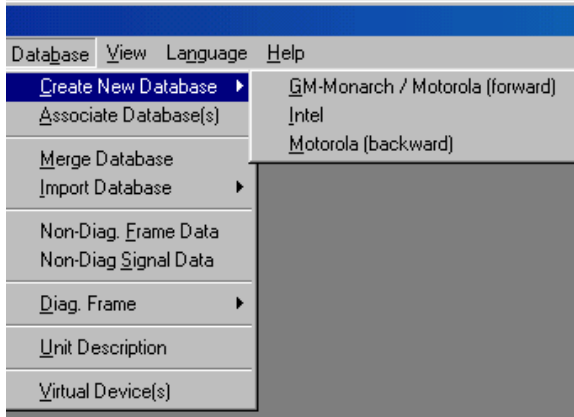 Database View Language Help
Create New Database
Associate Database(s)
Merge Database
Import Database
Non-Diag. Frame Data
Non-Diag Signal Data
Diag. Frame
Unit Description
Virtual Device(s)
GM-Monarch / Motorola (forward)
Intel
Motorola (backward)